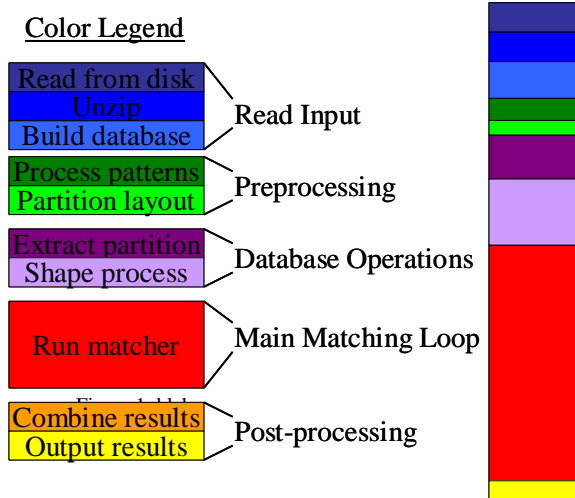 Color Legend
Read from disk
Unzip
Build database
Read Input
Process patterns
Partition layout
Preprocessing
Extract partition
Shape process
Database Operations
Run matcher
Main Matching Loop
Combine results
Output results
Post-processing